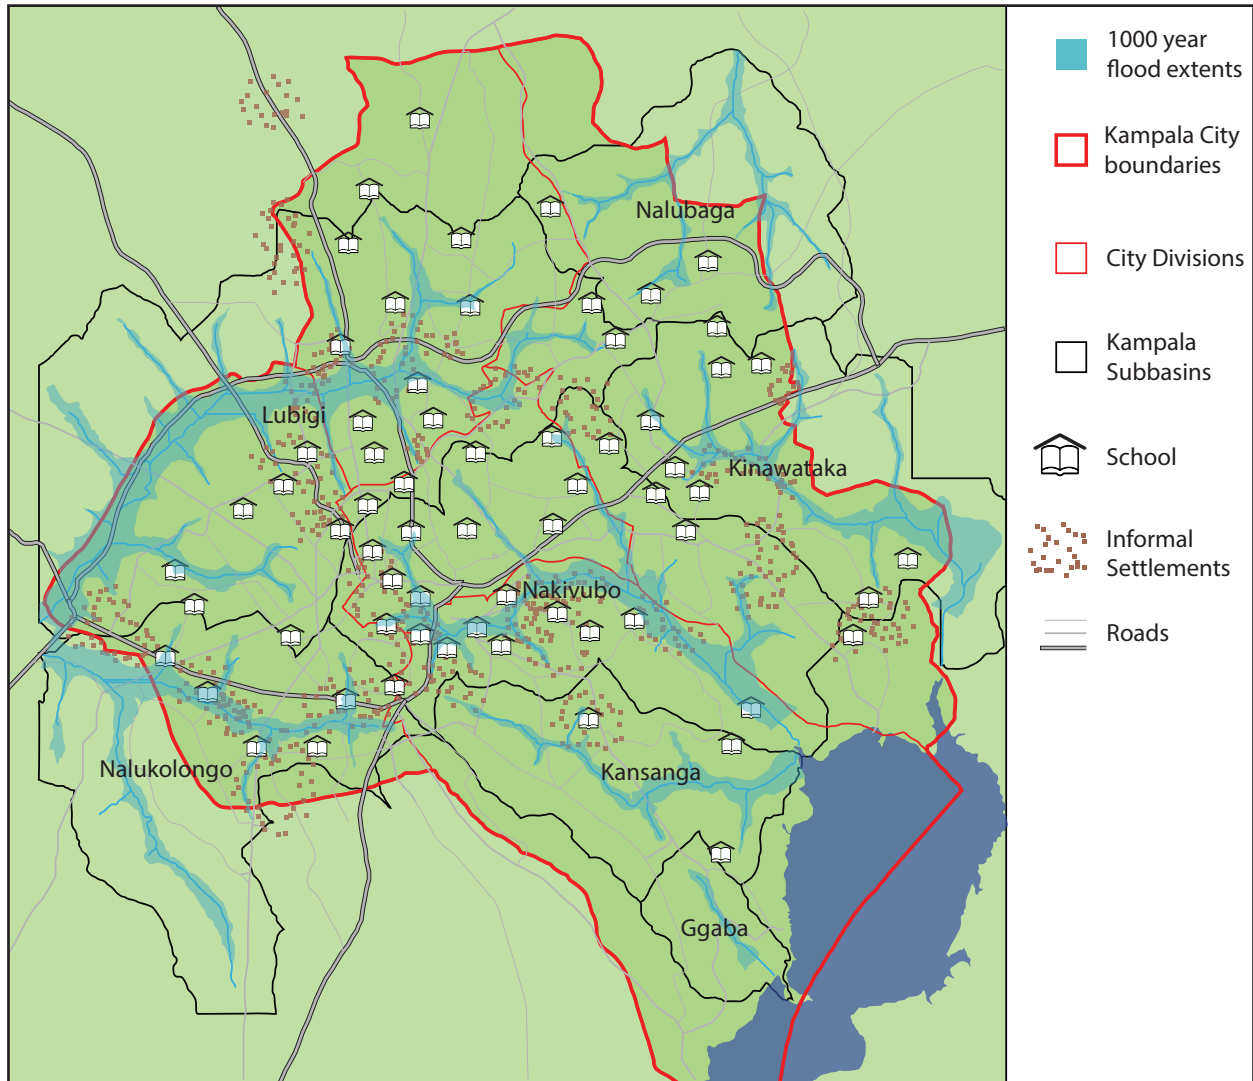 Nalubaga
Lubigi
Kinawataka
Nakivubo
Nalukolongo
Kansanga
Ggaba
1000 year
flood extents
Kampala City
boundaries
City Divisions
Kampala
Subbasins
School
Informal
Settlements
Roads